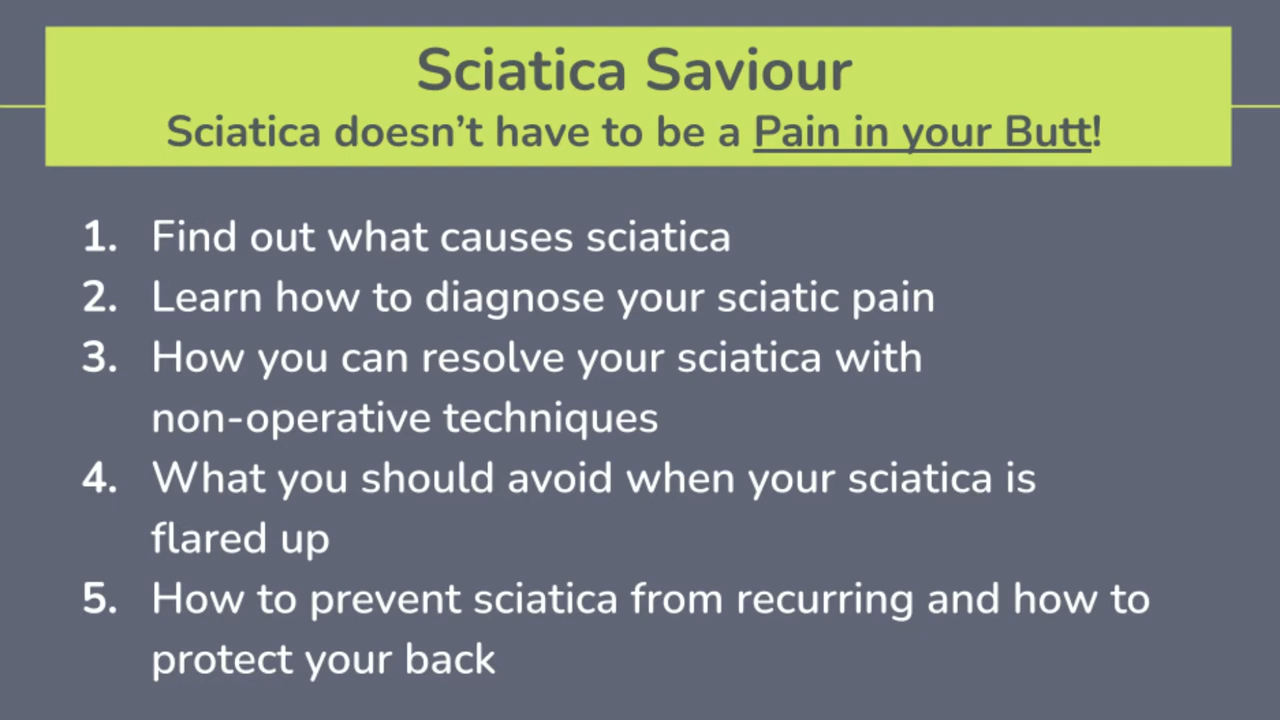 Sciatica Saviour
Sciatica doesn't have to be a Pain in your Butt!
1. Find out what causes sciatica
2. Learn how to diagnose your sciatic pain
3. How you can resolve your sciatica with
non-operative techniques
4. What you should avoid when your sciatica is
flared up
5. How to prevent sciatica from recurring and how to
protect your back